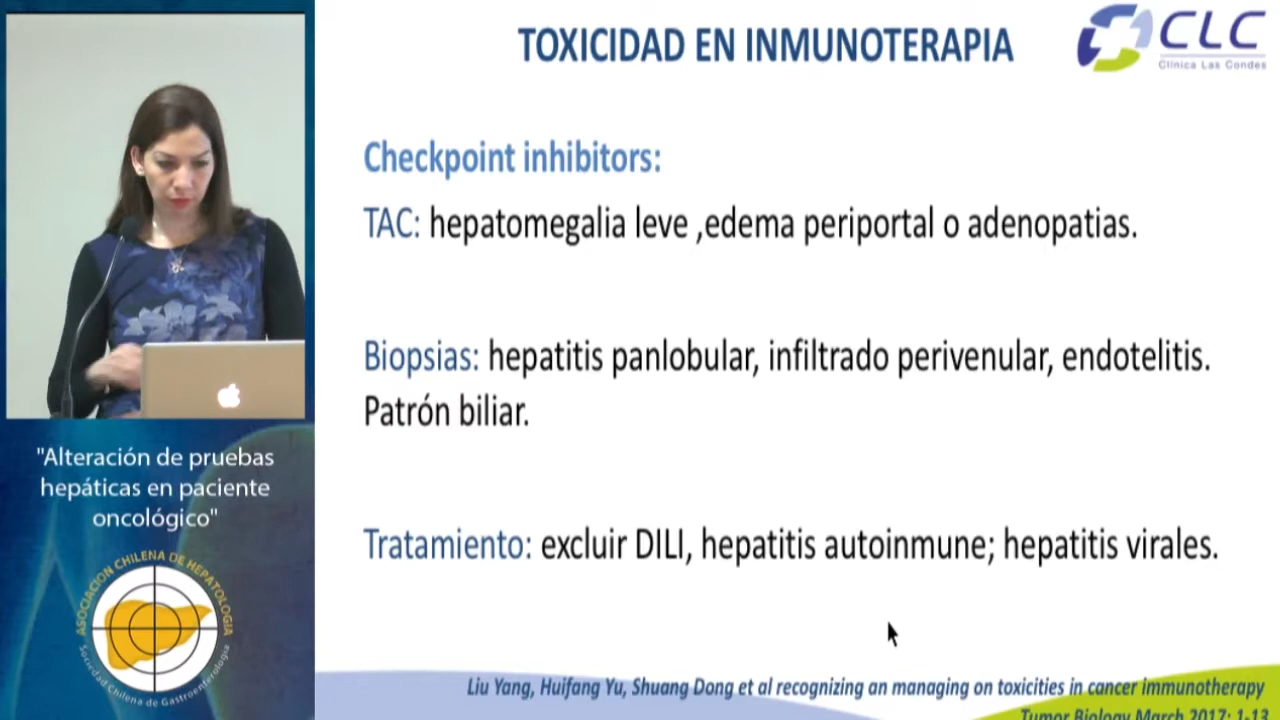 TOXICIDAD EN INMUNOTERAPIA
CLC
Clínica Las Condes
Checkpoint inhibitors:
TAC: hepatomegalia leve ,edema periportal o adenopatias.
Biopsias: hepatitis panlobular, infiltrado perivenular, endotelitis.
Patrón biliar.
Tratamiento: excluir DILI, hepatitis autoinmune; hepatitis virales.
Liu Yang, Huifang Yu, Shuang Dong et al recognizing an managing on toxicities in cancer immunotherapy
Tumor Biology March 2017: 1-13
"Alteración de pruebas
hepáticas en paciente
oncológico"
ASOCIACION CHILENA DE HEPATOLOGIA
Sociedad Chilena de Gastroenterología